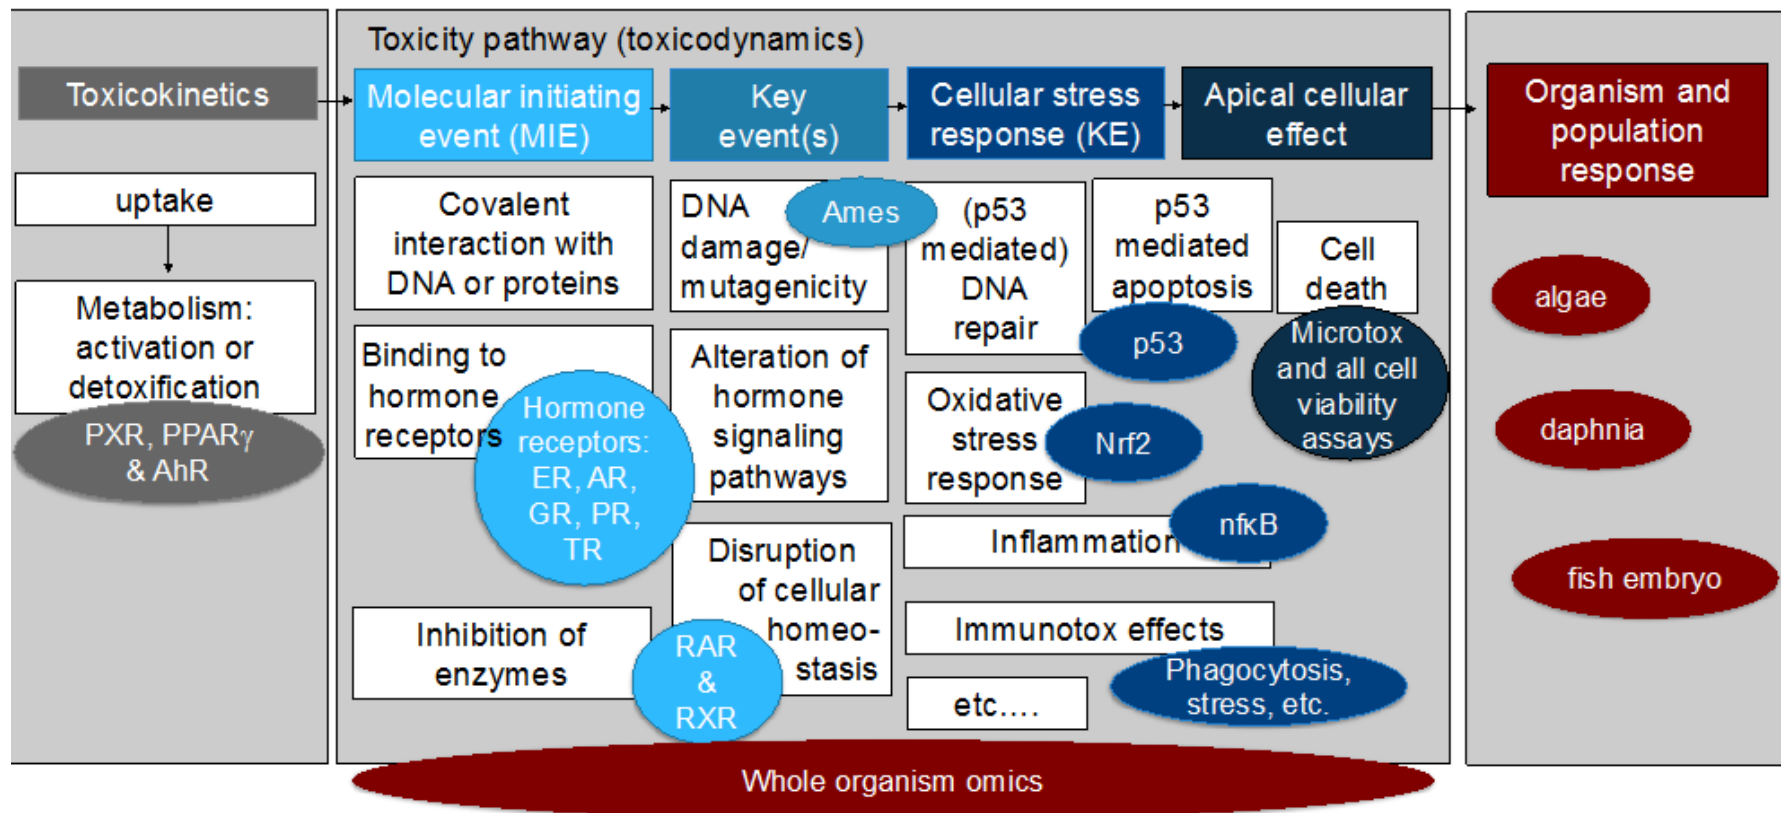 Toxicity pathway (toxicodynamics)
Toxicokinetics
Molecular initiating
event (MIE)
Key
event(s)
Cellular stress
response (KE)
Apical cellular
effect
Organism and
population
response
uptake
Metabolism:
activation or
detoxification
PXR, PPARγ
& AhR
Covalent
interaction with
DNA or proteins
Binding to
hormone
receptors
Hormone
receptors:
ER, AR,
GR, PR,
TR
Inhibition of
enzymes
DNA
damage/
mutagenicity
Ames
Alteration of
hormone
signaling
pathways
Disruption
of cellular
homeo-
stasis
RAR
&
RXR
(p53
mediated)
DNA
repair
p53
mediated
apoptosis
p53
Cell
death
Microtox
and all cell
viability
assays
Oxidative
stress
response
Nrf2
Inflammation
nfκB
Immunotox effects
Phagocytosis,
stress, etc.
etc....
algae
daphnia
fish embryo
Whole organism omics